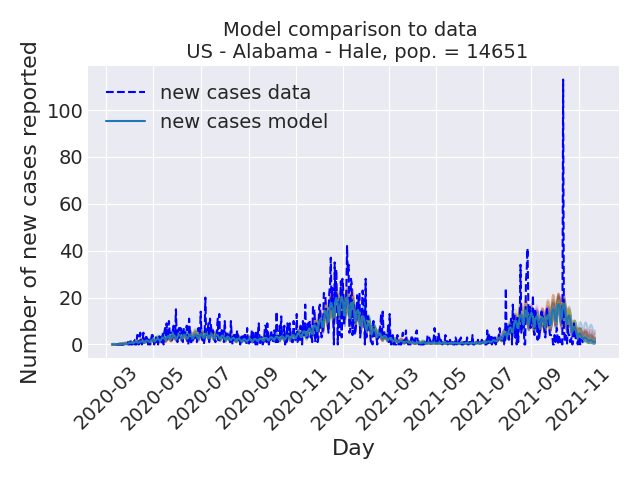 Model comparison to data
US - Alabama - Hale, pop. = 14651
Number of new cases reported
100
80
60
40
20
0
new cases data
new cases model
2020-03
2020-05
2020-07
2020-09
2020-11
2021-01
2021-03
2021-05
2021-07
2021-09
2021-11
Day